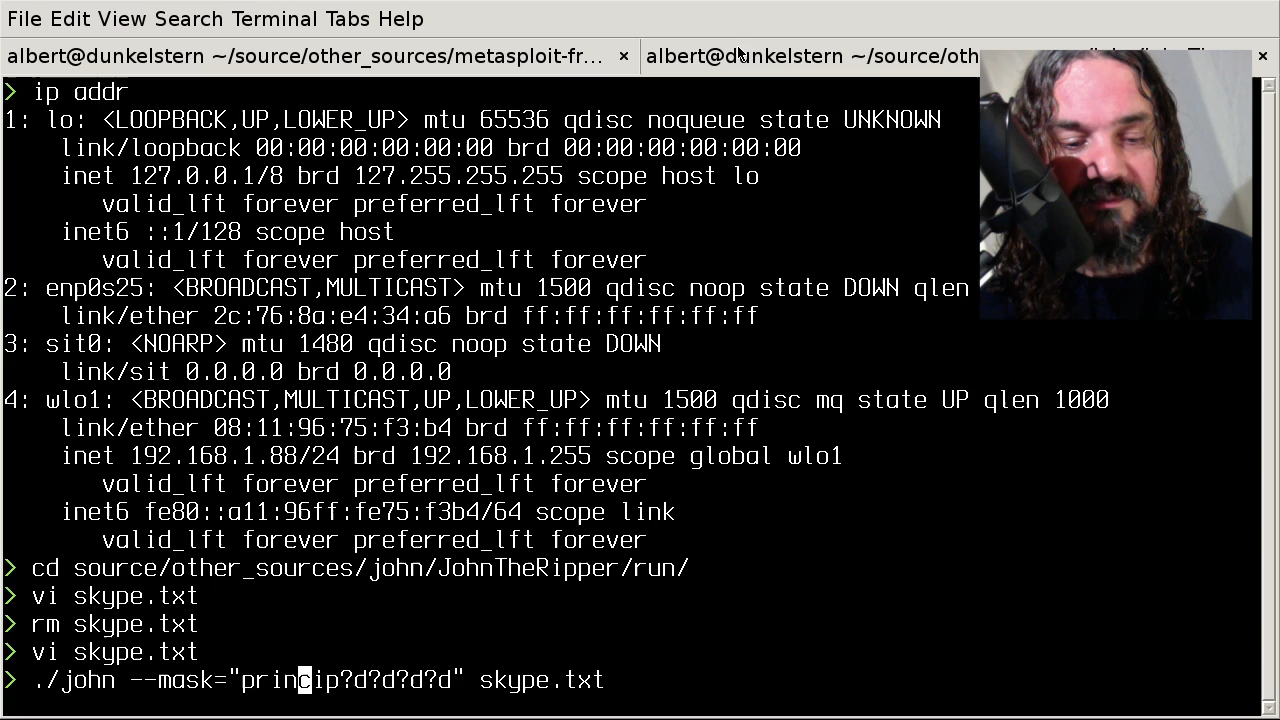 File Edit View Search Terminal Tabs Help
albert@dunkelstern ~/source/other_sources/metasploit-fr... × albert@dunkelstern ~/source/oth ×
> ip addr
1: lo: <LOOPBACK,UP,LOWER_UP> mtu 65536 qdisc noqueue state UNKNOWN
link/loopback 00:00:00:00:00:00 brd 00:00:00:00:00:00
inet 127.0.0.1/8 brd 127.255.255.255 scope host lo
valid_lft forever preferred_lft forever
inet6 ::1/128 scope host
valid_lft forever preferred_lft forever
2: enp0s25: <BROADCAST,MULTICAST> mtu 1500 qdisc noop state DOWN qlen
link/ether 2c:76:8a:e4:34:a6 brd ff:ff:ff:ff:ff:ff
3: sit0: <NOARP> mtu 1480 qdisc noop state DOWN
link/sit 0.0.0.0 brd 0.0.0.0
4: wlo1: <BROADCAST,MULTICAST,UP,LOWER_UP> mtu 1500 qdisc mq state UP qlen 1000
link/ether 08:11:96:75:f3:b4 brd ff:ff:ff:ff:ff:ff
inet 192.168.1.88/24 brd 192.168.1.255 scope global wlo1
valid_lft forever preferred_lft forever
inet6 fe80::a11:96ff:fe75:f3b4/64 scope link
valid_lft forever preferred_lft forever
> cd source/other_sources/john/JohnTheRipper/run/
> vi skype.txt
> rm skype.txt
> vi skype.txt
> ./john --mask="princip?d?d?d?d" skype.txt